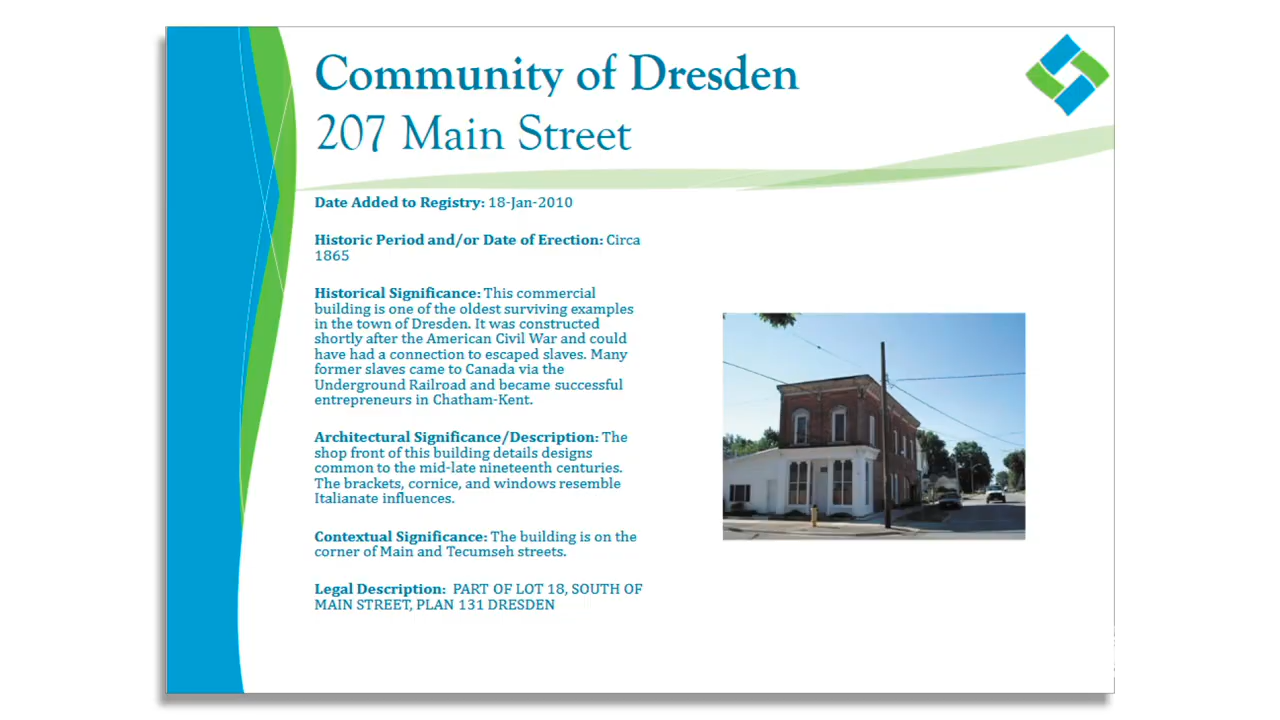 Community of Dresden
207 Main Street
Date Added to Registry: 18-Jan-2010
Historic Period and/or Date of Erection: Circa
1865
Historical Significance: This commercial
building is one of the oldest surviving examples
in the town of Dresden. It was constructed
shortly after the American Civil War and could
have had a connection to escaped slaves. Many
former slaves came to Canada via the
Underground Railroad and became successful
entrepreneurs in Chatham-Kent.
Architectural Significance/Description: The
shop front of this building details designs
common to the mid-late nineteenth centuries.
The brackets, cornice, and windows resemble
Italianate influences.
Contextual Significance: The building is on the
corner of Main and Tecumseh streets.
Legal Description: PART OF LOT 18, SOUTH OF
MAIN STREET, PLAN 131 DRESDEN